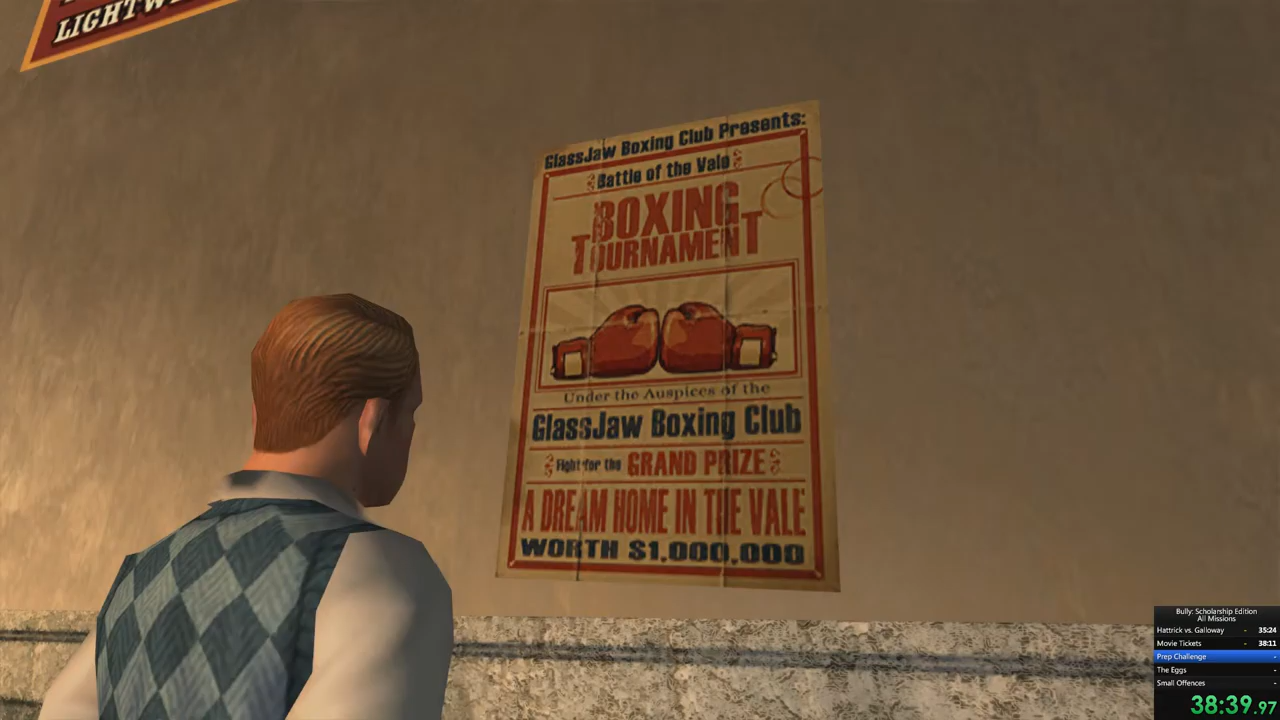 LIGHTW
GlassJaw Boxing Club Presents:
Battle of the Vale
BOXING
TOURNAMENT
Under the Auspices of the
GlassJaw Boxing Club
Fight for the GRAND PRIZE
A DREAM HOME IN THE VALE
WORTH $1,000,000
Bully: Scholarship Edition
All Missions
Hattrick vs. Galloway - 35:24
Movie Tickets - 38:11
Prep Challenge -
The Eggs -
Small Offences -
38:39.97